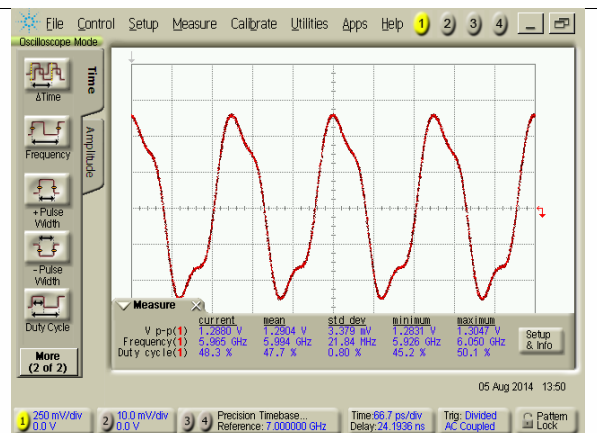 File Control Setup Measure Calibrate Utilities Apps Help 1 2 3 4
Oscilloscope Mode
ΔTime
Time
Frequency
Amplitude
+ Pulse
Width
- Pulse
Width
Duty Cycle
More
(2 of 2)
Measure
current mean std dev minimum maximum
V p-p(1) 1.2880 V 1.2904 V 3.379 mV 1.2831 V 1.3047 V
Frequency(1) 5.965 GHz 5.994 GHz 21.84 MHz 5.926 GHz 6.050 GHz
Duty cycle(1) 48.3 % 47.7 % 0.80 % 45.2 % 50.1 %
Setup
& Info
05 Aug 2014 13:50
1 250 mV/div
0.0 V
2 10.0 mV/div
0.0 V
3 4
Precision Timebase...
Reference: 7.000000 GHz
Time:66.7 ps/div
Delay:24.1936 ns
Trig: Divided
AC Coupled
Pattern
Lock